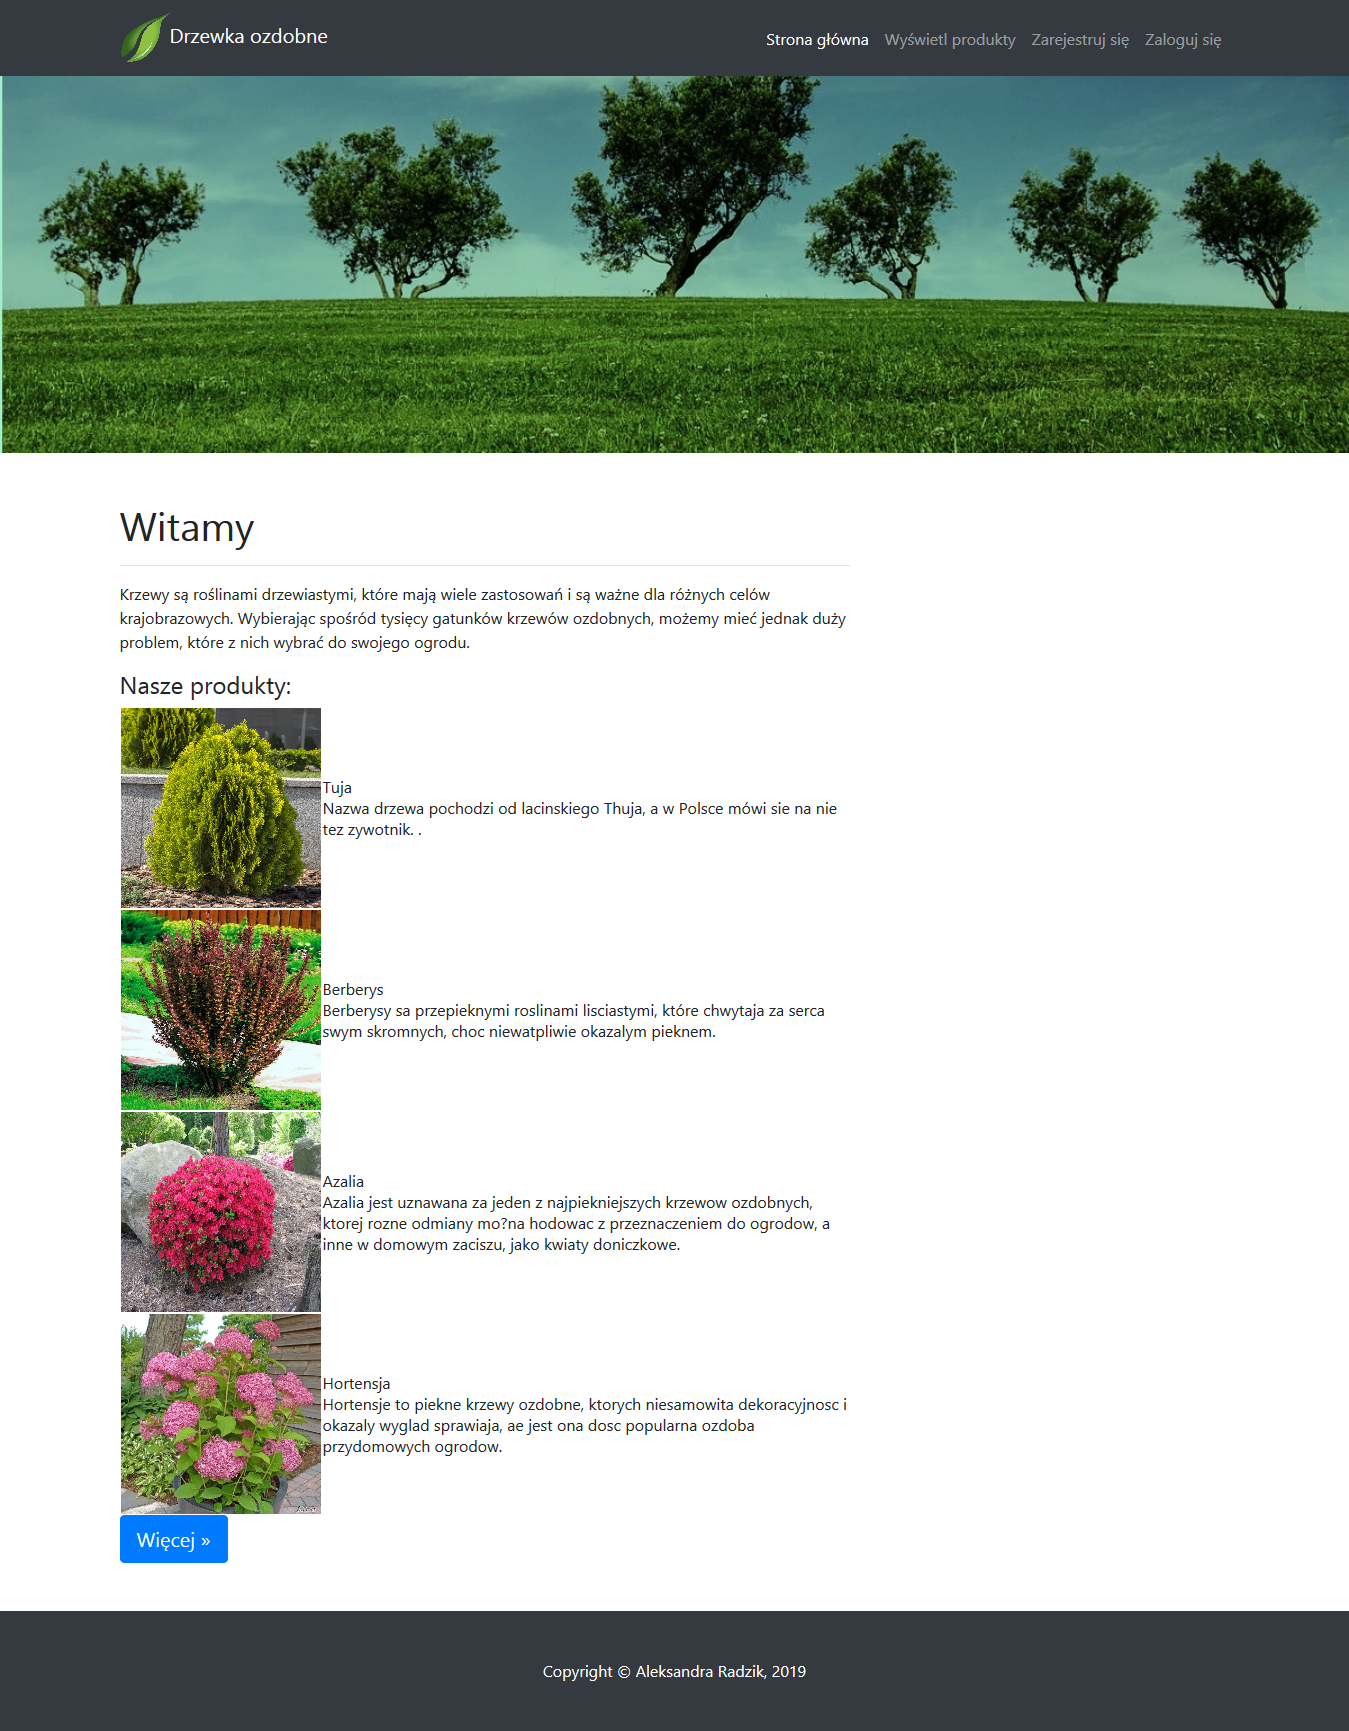 Drzewka ozdobne
Strona główna Wyświetl produkty Zarejestruj się Zaloguj się
Witamy
Krzewy są roślinami drzewiastymi, które mają wiele zastosowań i są ważne dla różnych celów
krajobrazowych. Wybierając spośród tysięcy gatunków krzewów ozdobnych, możemy mieć jednak duży
problem, które z nich wybrać do swojego ogrodu.
Nasze produkty:
Tuja
Nazwa drzewa pochodzi od lacinskiego Thuja, a w Polsce mówi sie na nie
tez zywotnik. .
Berberys
Berberysy sa przepieknymi roslinami lisciastymi, które chwytaja za serca
swym skromnych, choc niewatpliwie okazalym pieknem.
Azalia
Azalia jest uznawana za jeden z najpiekniejszych krzewow ozdobnych,
ktorej rozne odmiany mo?na hodowac z przeznaczeniem do ogrodow, a
inne w domowym zaciszu, jako kwiaty doniczkowe.
Hortensja
Hortensje to piekne krzewy ozdobne, ktorych niesamowita dekoracyjnosc i
okazaly wyglad sprawiaja, ae jest ona dosc popularna ozdoba
przydomowych ogrodow.
Więcej »
Copyright © Aleksandra Radzik, 2019